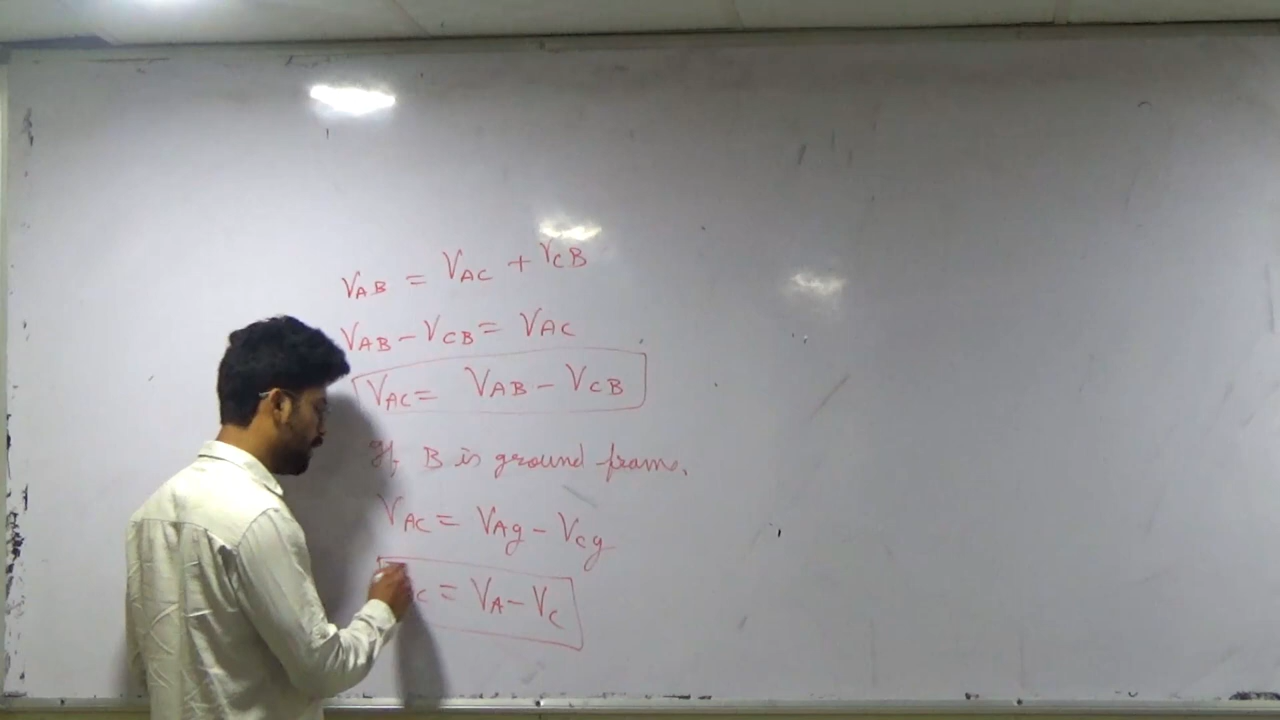 VAB = VAC + VCB
VAB - VCB = VAC
VAC = VAB - VCB
If B is ground frame.
VAC = VAg - VCg
C = VA - VC